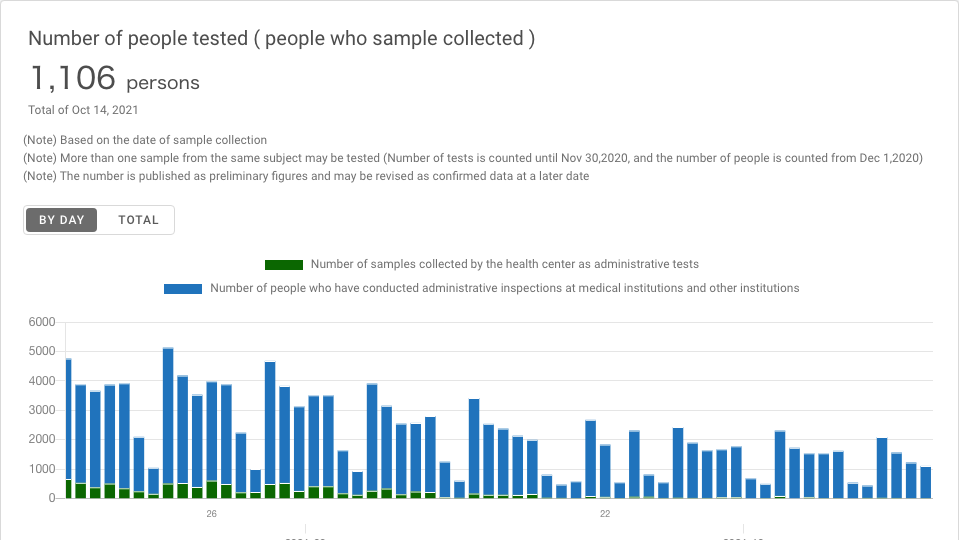 Number of people tested ( people who sample collected )
1,106 persons
Total of Oct 14, 2021
(Note) Based on the date of sample collection
(Note) More than one sample from the same subject may be tested (Number of tests is counted until Nov 30,2020, and the number of people is counted from Dec 1,2020)
(Note) The number is published as preliminary figures and may be revised as confirmed data at a later date
BY DAY TOTAL
Number of samples collected by the health center as administrative tests
Number of people who have conducted administrative inspections at medical institutions and other institutions
6000
5000
4000
3000
2000
1000
0
26 22